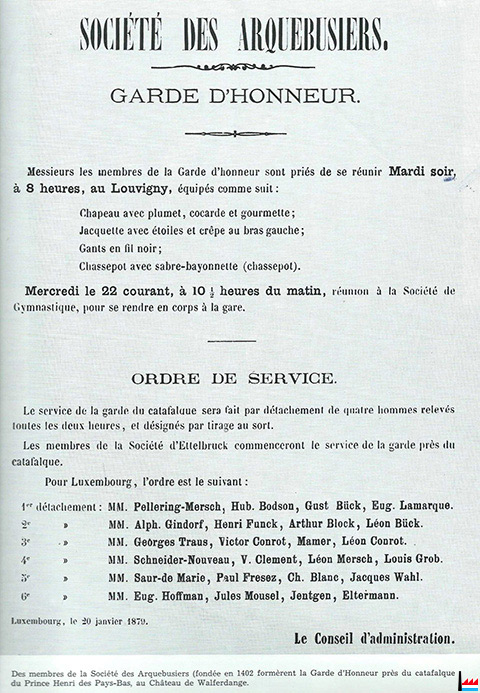 SOCIÉTÉ DES ARQUEBUSIERS.
GARDE D'HONNEUR.
Messieurs les membres de la Garde d'honneur sont priés de se réunir Mardi soir,
à 8 heures, au Louvigny, équipés comme suit :
Chapeau avec plumet, cocarde et gourmette;
Jacquette avec étoiles et crêpe au bras gauche;
Gants en fil noir;
Chassepot avec sabre-bayonnette (chassepot).
Mercredi le 22 courant, à 10 ½ heures du matin, réunion à la Société de
Gymnastique, pour se rendre en corps à la gare.
ORDRE DE SERVICE.
Le service de la garde du catafalque sera fait par détachement de quatre hommes relevés
toutes les deux heures, et désignés par tirage au sort.
Les membres de la Société d'Ettelbruck commenceront le service de la garde près du
catafalque.
Pour Luxembourg, l'ordre est le suivant :
1er détachement : MM. Pellering-Mersch, Hub. Bodson, Gust Bück, Eug. Lamarque.
2e » MM. Alph. Gindorf, Henri Funck, Arthur Block, Léon Bück.
3e » MM. Geörges Traus, Victor Conrot, Mamer, Léon Conrot.
4e » MM. Schneider-Nouveau, V. Clement, Léon Mersch, Louis Grob.
5e » MM. Saur-de Marie, Paul Fresez, Ch. Blanc, Jacques Wahl.
6e » MM. Eug. Hoffman, Jules Mousel, Jentgen, Eltermann.
Luxembourg, le 20 janvier 1879.
Le Conseil d'administration.
Des membres de la Société des Arquebusiers (fondée en 1402 formèrent la Garde d'Honneur près du catafalque
du Prince Henri des Pays-Bas, au Château de Walferdange.